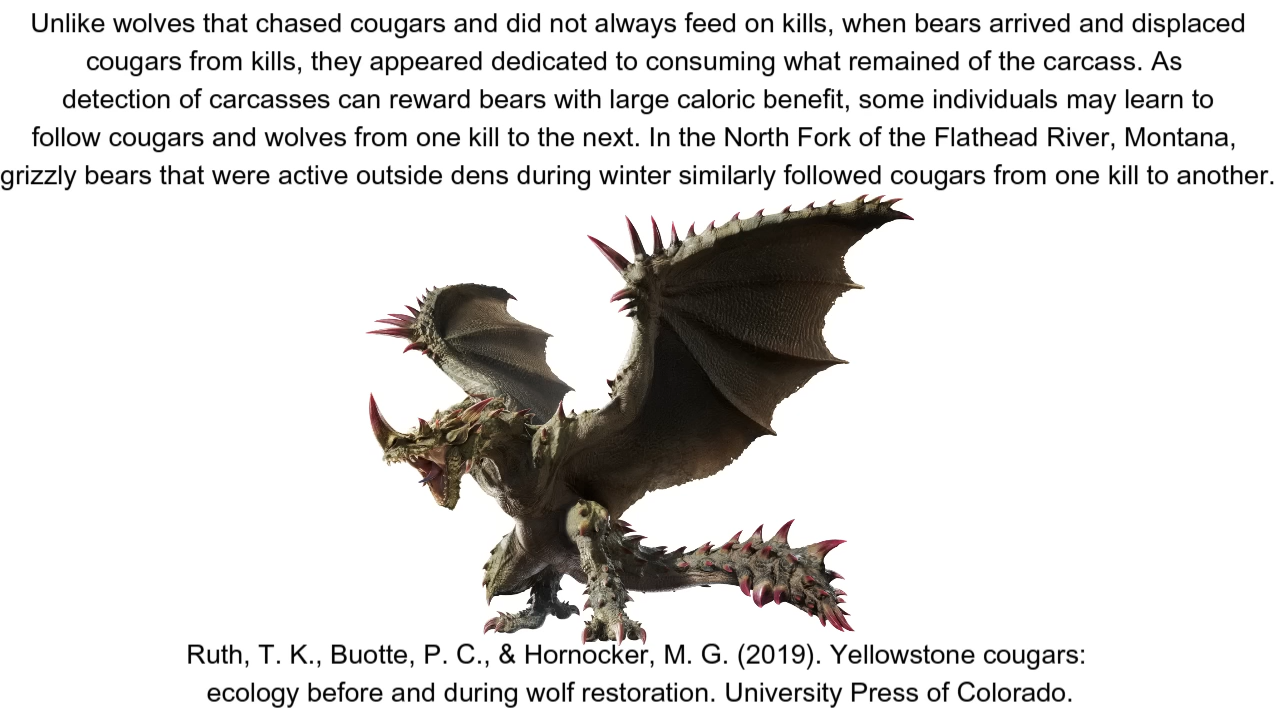 Unlike wolves that chased cougars and did not always feed on kills, when bears arrived and displaced
cougars from kills, they appeared dedicated to consuming what remained of the carcass. As
detection of carcasses can reward bears with large caloric benefit, some individuals may learn to
follow cougars and wolves from one kill to the next. In the North Fork of the Flathead River, Montana,
grizzly bears that were active outside dens during winter similarly followed cougars from one kill to another.
Ruth, T. K., Buotte, P. C., & Hornocker, M. G. (2019). Yellowstone cougars:
ecology before and during wolf restoration. University Press of Colorado.